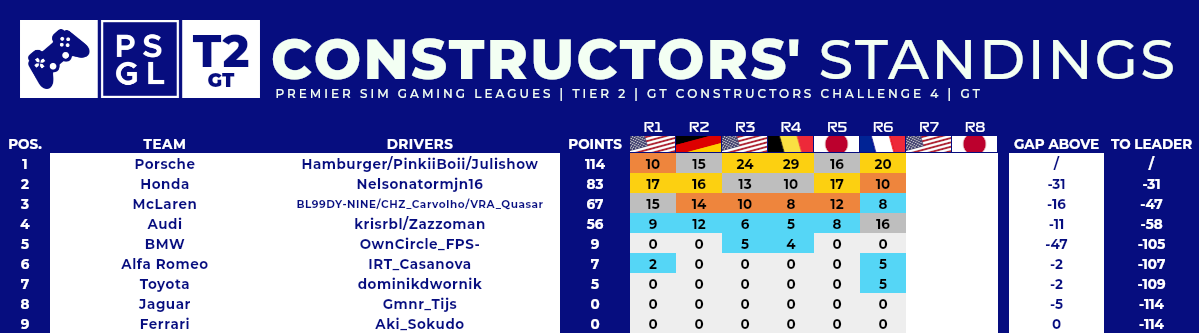 PS
GL
T2
GT
CONSTRUCTORS' STANDINGS
PREMIER SIM GAMING LEAGUES | TIER 2 | GT CONSTRUCTORS CHALLENGE 4 | GT
R1 R2 R3 R4 R5 R6 R7 R8
POS. TEAM DRIVERS POINTS GAP ABOVE TO LEADER
1 Porsche Hamburger/PinkiiBoii/Julishow 114 10 15 24 29 16 20 / /
2 Honda Nelsonatormjn16 83 17 16 13 10 17 10 -31 -31
3 McLaren BL99DY-NINE/CHZ_Carvolho/VRA_Quasar 67 15 14 10 8 12 8 -16 -47
4 Audi krisrbl/Zazzoman 56 9 12 6 5 8 16 -11 -58
5 BMW OwnCircle_FPS- 9 0 0 5 4 0 0 -47 -105
6 Alfa Romeo IRT_Casanova 7 2 0 0 0 0 5 -2 -107
7 Toyota dominikdwornik 5 0 0 0 0 0 5 -2 -109
8 Jaguar Gmnr_Tijs 0 0 0 0 0 0 0 -5 -114
9 Ferrari Aki_Sokudo 0 0 0 0 0 0 0 0 -114